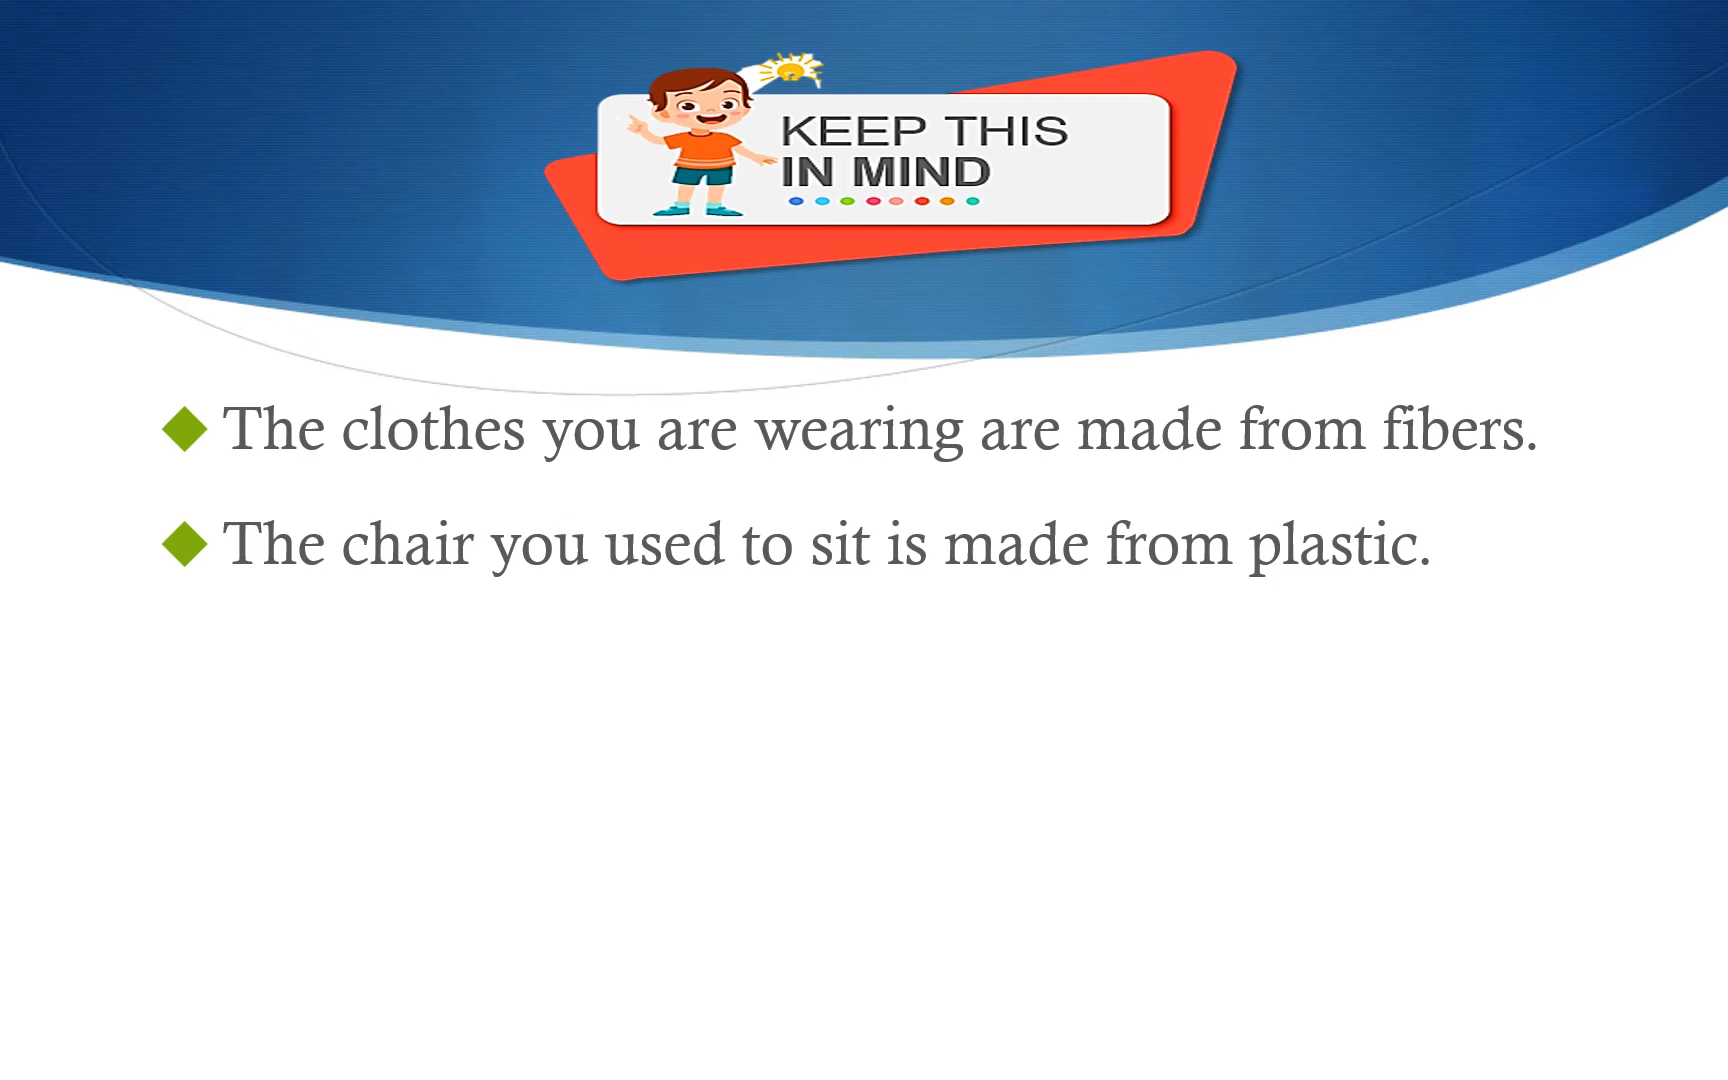 KEEP THIS
IN MIND
The clothes you are wearing are made from fibers.
The chair you used to sit is made from plastic.